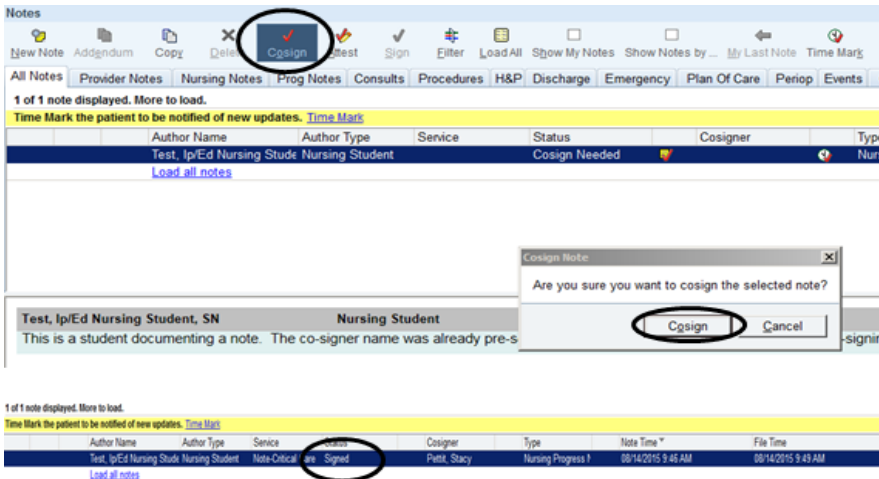 Notes
New Note Addendum Copy Delete Cosign Attest Sign Filter Load All Show My Notes Show Notes by ... My Last Note Time Mark
All Notes Provider Notes Nursing Notes Prog Notes Consults Procedures H&P Discharge Emergency Plan Of Care Periop Events
1 of 1 note displayed. More to load.
Time Mark the patient to be notified of new updates. Time Mark
Author Name Author Type Service Status Cosigner Type
Test, Ip/Ed Nursing Stude Nursing Student Cosign Needed Nur
Load all notes
Cosign Note
Are you sure you want to cosign the selected note?
Cosign Cancel
Test, Ip/Ed Nursing Student, SN Nursing Student
This is a student documenting a note. The co-signer name was already pre-s -signin
1 of 1 note displayed. More to load.
Time Mark the patient to be notified of new updates. Time Mark
Author Name Author Type Service Status Cosigner Type Note Time File Time
Test, Ip/Ed Nursing Stude Nursing Student Note-Critical Care Signed Pettit, Stacy Nursing Progress N 08/14/2015 9:46 AM 08/14/2015 9:49 AM
Load all notes